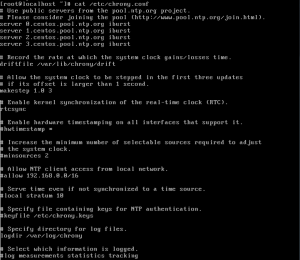 [root@localhost ~]# cat /etc/chrony.conf
# Use public servers from the pool.ntp.org project.
# Please consider joining the pool (http://www.pool.ntp.org/join.html).
server 0.centos.pool.ntp.org iburst
server 1.centos.pool.ntp.org iburst
server 2.centos.pool.ntp.org iburst
server 3.centos.pool.ntp.org iburst
# Record the rate at which the system clock gains/losses time.
driftfile /var/lib/chrony/drift
# Allow the system clock to be stepped in the first three updates
# if its offset is larger than 1 second.
makestep 1.0 3
# Enable kernel synchronization of the real-time clock (RTC).
rtcsync
# Enable hardware timestamping on all interfaces that support it.
#hwtimestamp *
# Increase the minimum number of selectable sources required to adjust
# the system clock.
#minsources 2
# Allow NTP client access from local network.
#allow 192.168.0.0/16
# Serve time even if not synchronized to a time source.
#local stratum 10
# Specify file containing keys for NTP authentication.
#keyfile /etc/chrony.keys
# Specify directory for log files.
logdir /var/log/chrony
# Select which information is logged.
#log measurements statistics tracking